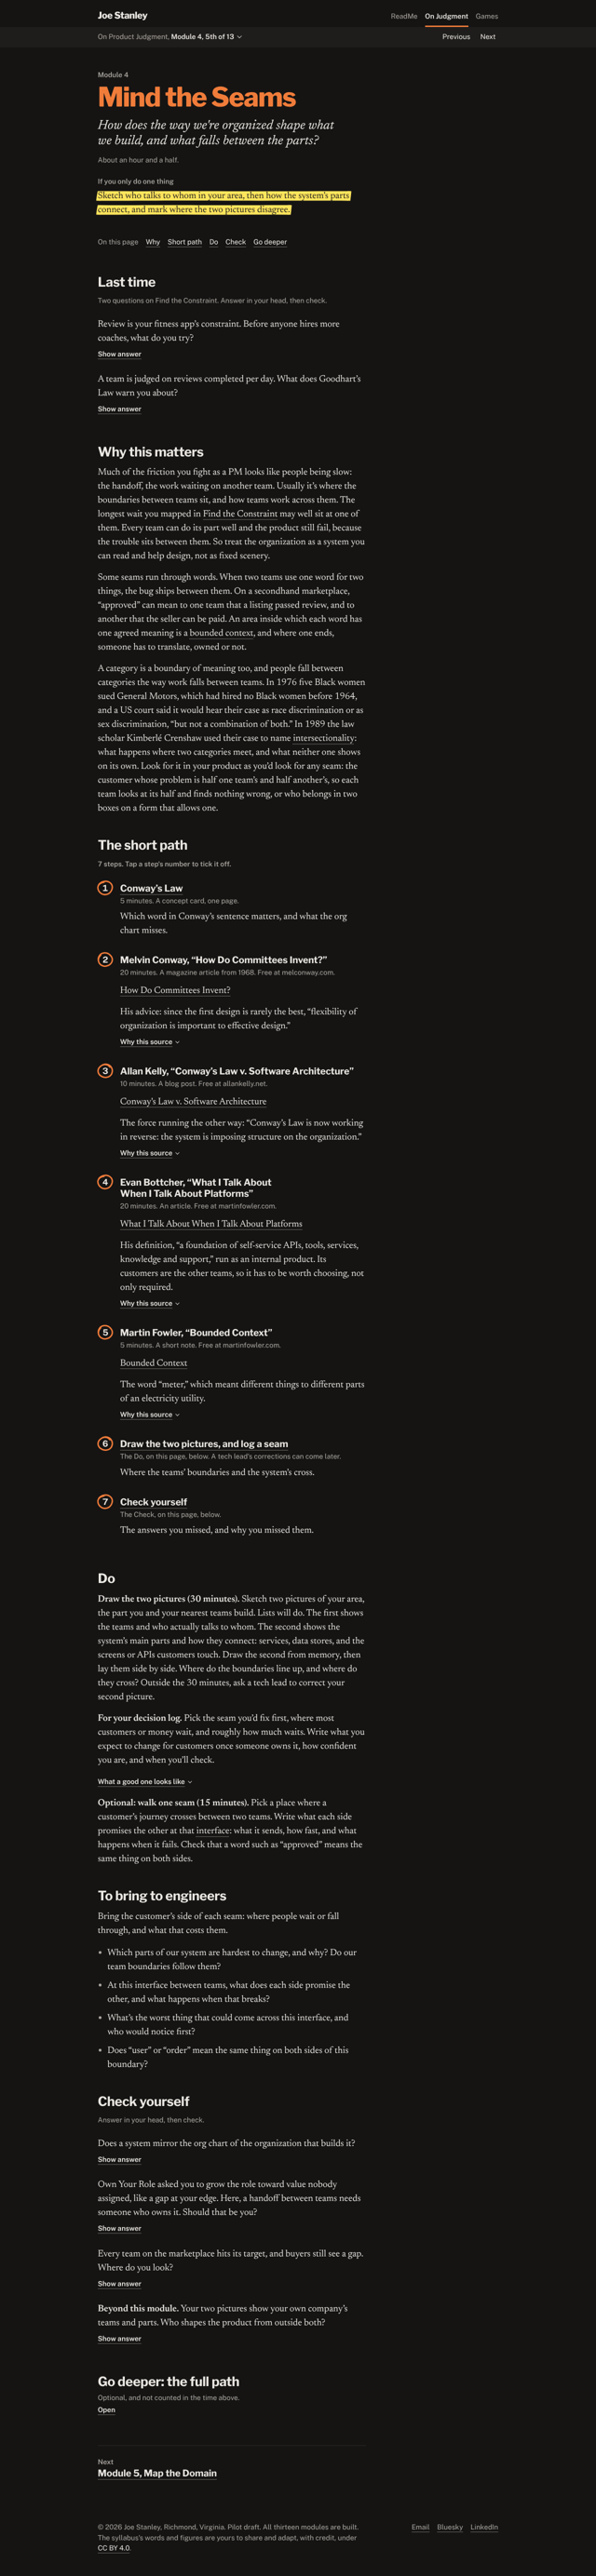 Joe Stanley
ReadMe On Judgment Games
On Product Judgment, Module 4, 5th of 13
Previous Next
Module 4
Mind the Seams
How does the way we're organized shape what
we build, and what falls between the parts?
About an hour and a half.
If you only do one thing
Sketch who talks to whom in your area, then how the system's parts
connect, and mark where the two pictures disagree.
On this page Why Short path Do Check Go deeper
Last time
Two questions on Find the Constraint. Answer in your head, then check.
Review is your fitness app's constraint. Before anyone hires more
coaches, what do you try?
Show answer
A team is judged on reviews completed per day. What does Goodhart's
Law warn you about?
Show answer
Why this matters
Much of the friction you fight as a PM looks like people being slow:
the handoff, the work waiting on another team. Usually it's where the
boundaries between teams sit, and how teams work across them. The
longest wait you mapped in Find the Constraint may well sit at one of
them. Every team can do its part well and the product still fail, because
the trouble sits between them. So treat the organization as a system you
can read and help design, not as fixed scenery.
Some seams run through words. When two teams use one word for two
things, the bug ships between them. On a secondhand marketplace,
“approved” can mean to one team that a listing passed review, and to
another that the seller can be paid. An area inside which each word has
one agreed meaning is a bounded context, and where one ends,
someone has to translate, owned or not.
A category is a boundary of meaning too, and people fall between
categories the way work falls between teams. In 1976 five Black women
sued General Motors, which had hired no Black women before 1964,
and a US court said it would hear their case as race discrimination or as
sex discrimination, “but not a combination of both.” In 1989 the law
scholar Kimberlé Crenshaw used their case to name intersectionality:
what happens where two categories meet, and what neither one shows
on its own. Look for it in your product as you'd look for any seam: the
customer whose problem is half one team's and half another's, so each
team looks at its half and finds nothing wrong, or who belongs in two
boxes on a form that allows one.
The short path
7 steps. Tap a step's number to tick it off.
1 Conway's Law
5 minutes. A concept card, one page.
Which word in Conway's sentence matters, and what the org
chart misses.
2 Melvin Conway, “How Do Committees Invent?”
20 minutes. A magazine article from 1968. Free at melconway.com.
How Do Committees Invent?
His advice: since the first design is rarely the best, “flexibility of
organization is important to effective design.”
Why this source
3 Allan Kelly, “Conway's Law v. Software Architecture”
10 minutes. A blog post. Free at allankelly.net.
Conway's Law v. Software Architecture
The force running the other way: “Conway's Law is now working
in reverse: the system is imposing structure on the organization.”
Why this source
4 Evan Bottcher, “What I Talk About
When I Talk About Platforms”
20 minutes. An article. Free at martinfowler.com.
What I Talk About When I Talk About Platforms
His definition, “a foundation of self-service APIs, tools, services,
knowledge and support,” run as an internal product. Its
customers are the other teams, so it has to be worth choosing, not
only required.
Why this source
5 Martin Fowler, “Bounded Context”
5 minutes. A short note. Free at martinfowler.com.
Bounded Context
The word “meter,” which meant different things to different parts
of an electricity utility.
Why this source
6 Draw the two pictures, and log a seam
The Do, on this page, below. A tech lead's corrections can come later.
Where the teams' boundaries and the system's cross.
7 Check yourself
The Check, on this page, below.
The answers you missed, and why you missed them.
Do
Draw the two pictures (30 minutes). Sketch two pictures of your area,
the part you and your nearest teams build. Lists will do. The first shows
the teams and who actually talks to whom. The second shows the
system's main parts and how they connect: services, data stores, and the
screens or APIs customers touch. Draw the second from memory, then
lay them side by side. Where do the boundaries line up, and where do
they cross? Outside the 30 minutes, ask a tech lead to correct your
second picture.
For your decision log. Pick the seam you'd fix first, where most
customers or money wait, and roughly how much waits. Write what you
expect to change for customers once someone owns it, how confident
you are, and when you'll check.
What a good one looks like
Optional: walk one seam (15 minutes). Pick a place where a
customer's journey crosses between two teams. Write what each side
promises the other at that interface: what it sends, how fast, and what
happens when it fails. Check that a word such as “approved” means the
same thing on both sides.
To bring to engineers
Bring the customer's side of each seam: where people wait or fall
through, and what that costs them.
• Which parts of our system are hardest to change, and why? Do our
team boundaries follow them?
• At this interface between teams, what does each side promise the
other, and what happens when that breaks?
• What's the worst thing that could come across this interface, and
who would notice first?
• Does “user” or “order” mean the same thing on both sides of this
boundary?
Check yourself
Answer in your head, then check.
Does a system mirror the org chart of the organization that builds it?
Show answer
Own Your Role asked you to grow the role toward value nobody
assigned, like a gap at your edge. Here, a handoff between teams needs
someone who owns it. Should that be you?
Show answer
Every team on the marketplace hits its target, and buyers still see a gap.
Where do you look?
Show answer
Beyond this module. Your two pictures show your own company's
teams and parts. Who shapes the product from outside both?
Show answer
Go deeper: the full path
Optional, and not counted in the time above.
Open
Next
Module 5, Map the Domain
© 2026 Joe Stanley, Richmond, Virginia. Pilot draft. All thirteen modules are built.
The syllabus's words and figures are yours to share and adapt, with credit, under
CC BY 4.0.
Email Bluesky LinkedIn